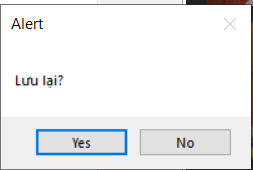 Alert
Lưu lại?
Yes
No